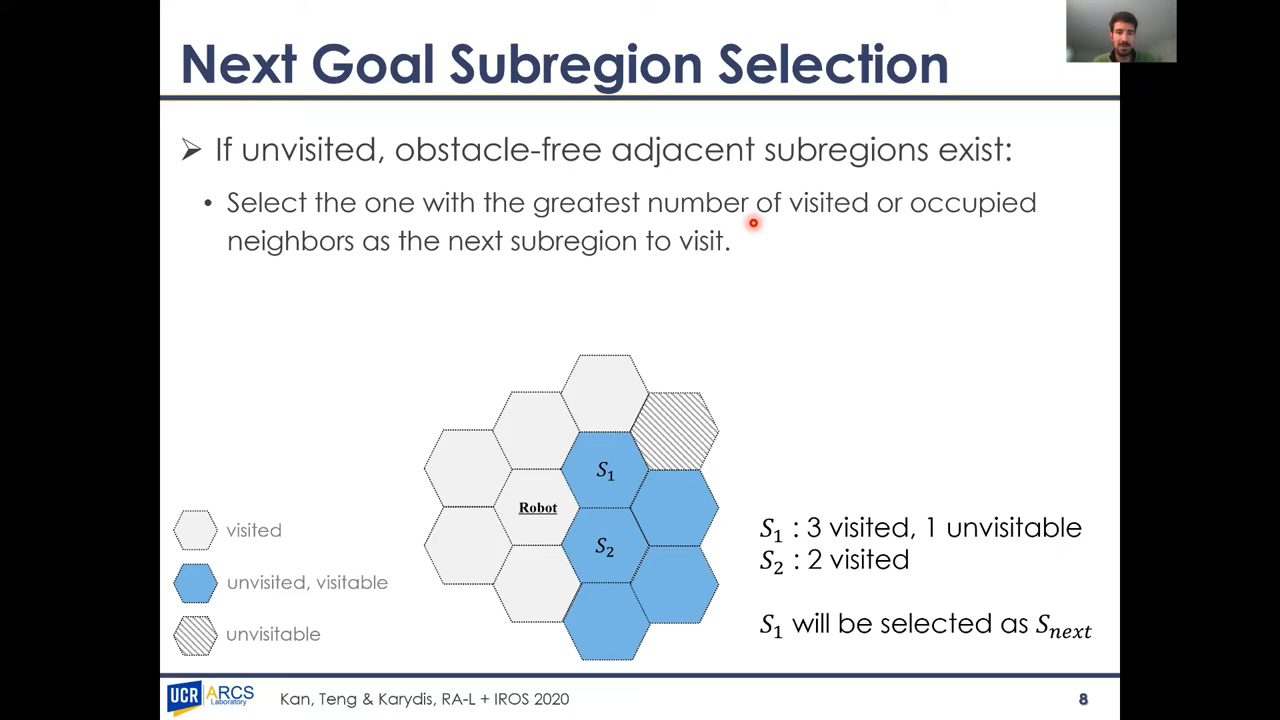 Next Goal Subregion Selection
➢ If unvisited, obstacle-free adjacent subregions exist:
• Select the one with the greatest number of visited or occupied
neighbors as the next subregion to visit.
S₁
Robot
S₂
visited
unvisited, visitable
unvisitable
S₁ : 3 visited, 1 unvisitable
S₂ : 2 visited
S₁ will be selected as Sₙₑₓₜ
UCR ARCS
Laboratory
Kan, Teng & Karydis, RA-L + IROS 2020
8